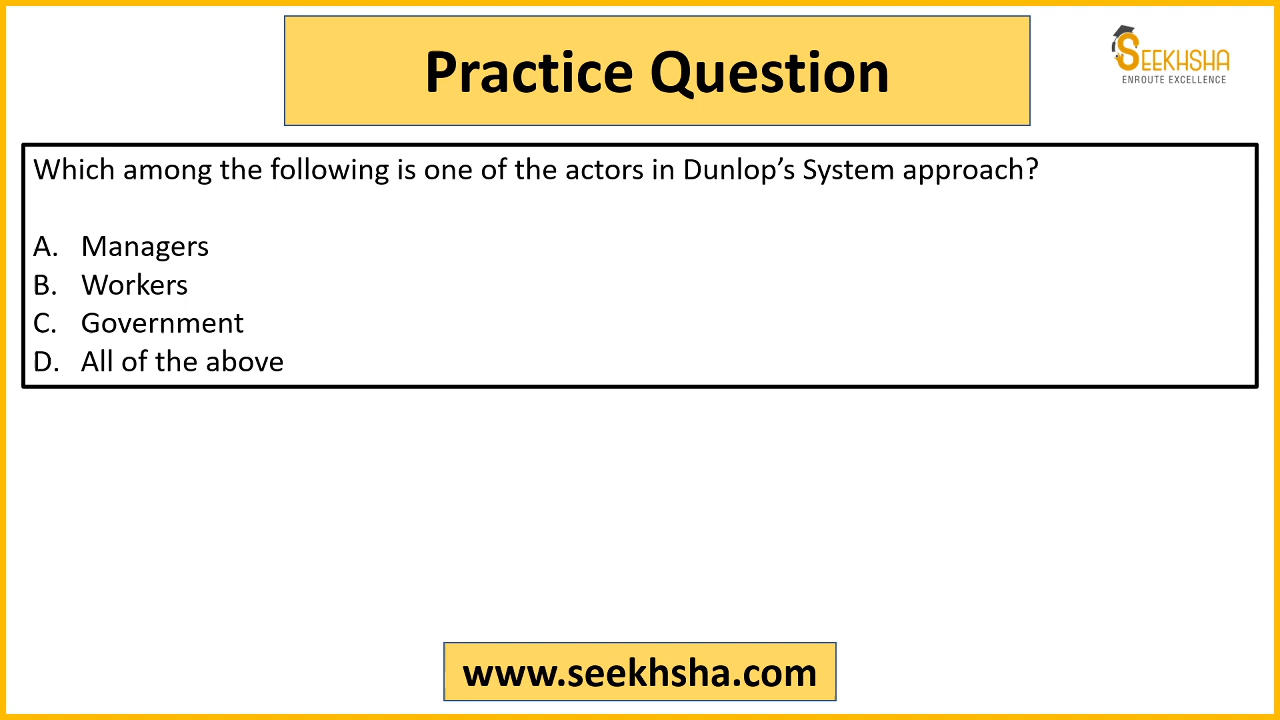 Practice Question
SEEKHSHA
ENROUTE EXCELLENCE
Which among the following is one of the actors in Dunlop’s System approach?
A. Managers
B. Workers
C. Government
D. All of the above
www.seekhsha.com